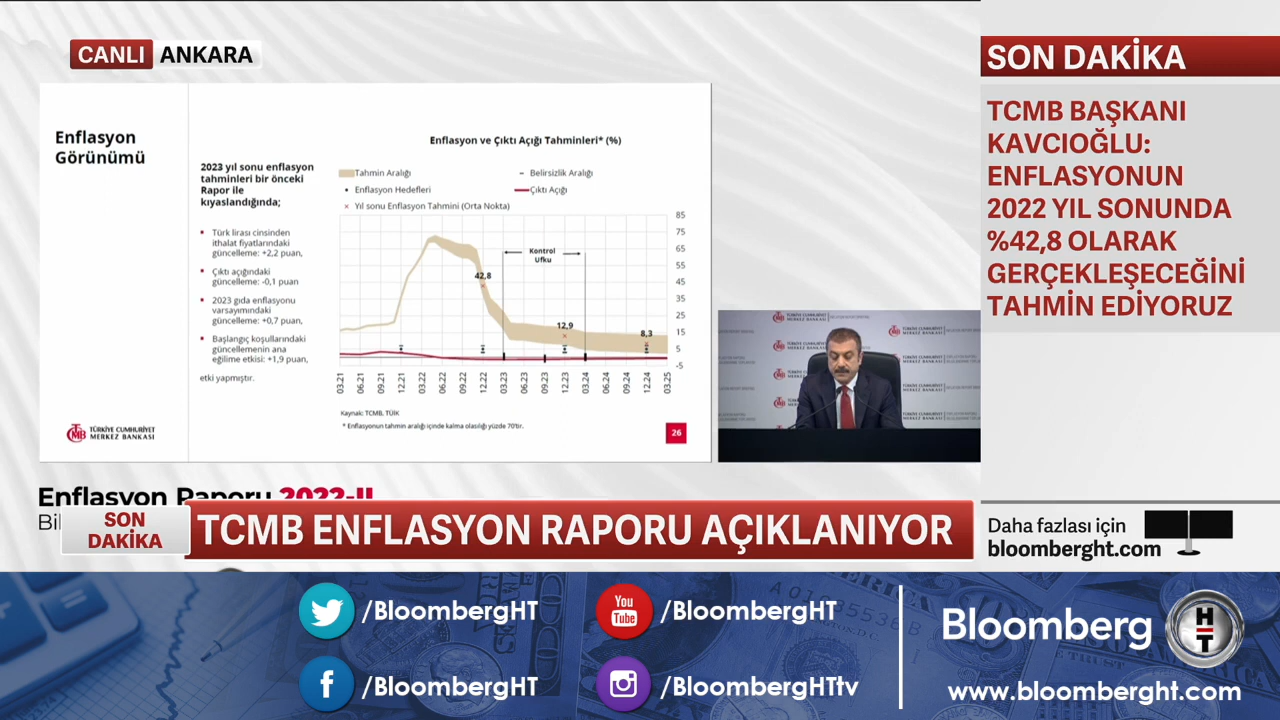 CANLI ANKARA
Enflasyon
Görünümü
2023 yıl sonu enflasyon
tahminleri bir önceki
Rapor ile
kıyaslandığında;
Türk lirası cinsinden
ithalat fiyatlarındaki
güncelleme: +2,2 puan,
Çıktı açığındaki
güncelleme: -0,1 puan
2023 gıda enflasyonu
varsayımındaki
güncelleme: +0,7 puan,
Başlangıç koşullarındaki
güncellemenin ana
eğilime etkisi: +1,9 puan,
etki yapmıştır.
Enflasyon ve Çıktı Açığı Tahminleri* (%)
Tahmin Aralığı
Belirsizlik Aralığı
Enflasyon Hedefleri
Çıktı Açığı
Yıl sonu Enflasyon Tahmini (Orta Nokta)
85
75
65
55
45
35
25
15
5
-5
Kontrol
Ufku
42,8
12,9
8,3
06.21
09.21
12.21
03.22
06.22
09.22
12.22
03.23
06.23
09.23
12.23
03.24
06.24
09.24
12.24
03.25
Kaynak: TCMB, TÜİK
* Enflasyonun tahmin aralığı içinde kalma olasılığı yüzde 70'tir.
TÜRKİYE CUMHURİYET
MERKEZ BANKASI
26
Enflasyon Raporu 2022-II
SON
DAKİKA
TCMB ENFLASYON RAPORU AÇIKLANIYOR
SON DAKİKA
TCMB BAŞKANI
KAVCIOĞLU:
ENFLASYONUN
2022 YIL SONUNDA
%42,8 OLARAK
GERÇEKLEŞECEĞİNİ
TAHMİN EDİYORUZ
Daha fazlası için
bloomberght.com
/BloombergHT
You
Tube
/BloombergHT
/BloombergHT
/BloombergHTtv
Bloomberg HT
www.bloomberght.com